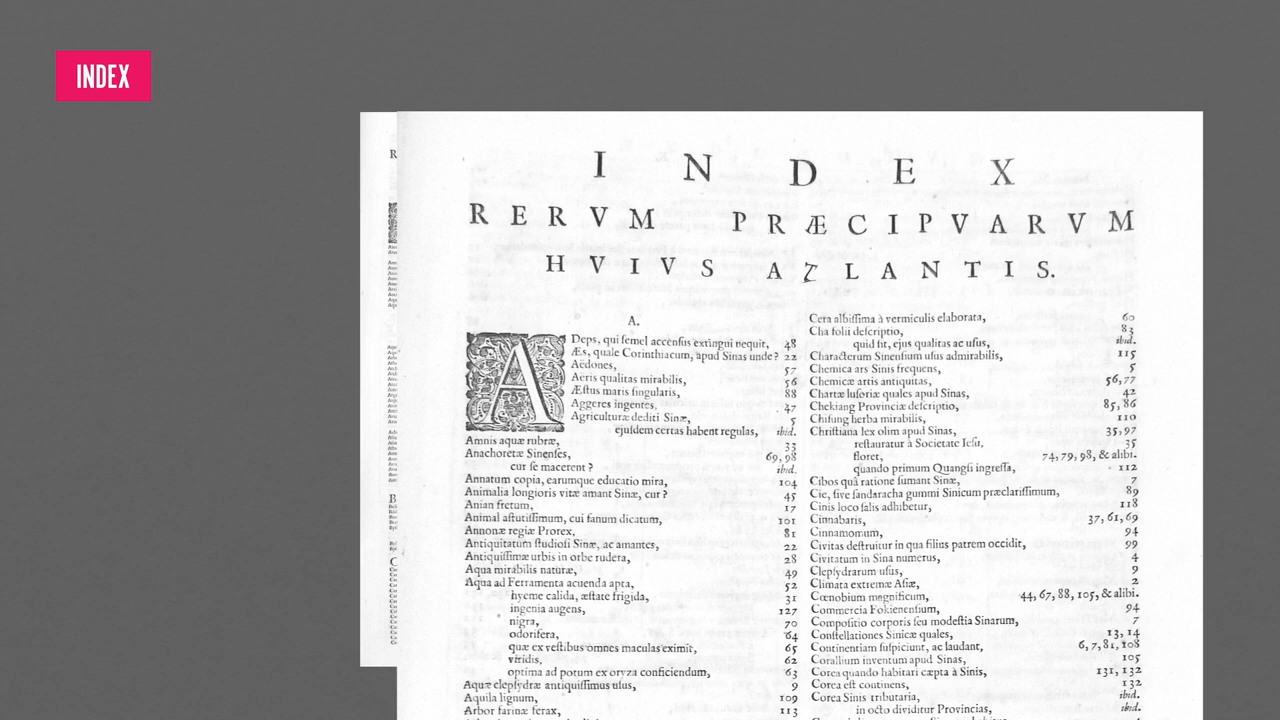 INDEX
INDEX
RERVM PRÆCIPVARVM
HVIVS ATLANTIS.
A.
ADeps, qui ſemel accenſus extingui nequit, 48
Æs, quale Corinthiacum, apud Sinas unde? 22
Aedones, 57
Aeris qualitas mirabilis, 56
Æſtus maris ſingularis, 88
Aggeres ingentes, 47
Agriculturæ dediti Sinæ, 5
ejuſdem certas habent regulas, ibid.
Amnis aquæ rubræ, 33
Anachoretæ Sinenſes, 69, 98
cur ſe macerent? ibid.
Annatum copia, earumque educatio mira, 104
Animalia longioris vitæ amant Sinæ, cur? 45
Anian fretum, 17
Animal aſtutiſſimum, cui fanum dicatum, 101
Annonæ regiæ Prorex, 81
Antiquitatum ſtudioſi Sinæ, ac amantes, 22
Antiquiſſimæ urbis in orbe rudera, 28
Aqua mirabilis naturæ, 49
Aqua ad Ferramenta acuenda apta, 52
hyeme calida, æſtate frigida, 31
ingenia augens, 127
nigra, 70
odorifera, 64
quæ ex veſtibus omnes maculas eximit, 65
viridis, 62
optima ad potum ex oryza conficiendum, 63
Aquæ clepſydræ antiquiſſimus uſus, 9
Aquila lignum, 109
Arbor farinæ ferax, 113
Cera albiſſima à vermiculis elaborata, 60
Cha folii deſcriptio, 83
quid ſit, ejus qualitas ac uſus, ibid.
Characterum Sinenſium uſus admirabilis, 115
Chemica ars Sinis frequens, 5
Chemicæ artis antiquitas, 56, 77
Chartæ luſoriæ quales apud Sinas, 42
Chekiang Provinciæ deſcriptio, 85, 86
Chiſung herba mirabilis, 110
Chriſtiana lex olim apud Sinas, 35, 97
reſtauratur à Societate Ieſu, 35
floret, 74, 79, 98, & alibi.
quando primum Quangſi ingreſſa, 112
Cibos quâ ratione ſumant Sinæ, 7
Cie, ſive ſandaracha gummi Sinicum præclariſſimum, 89
Cinis loco ſalis adhibetur, 118
Cinnabaris, 37, 61, 69
Cinnamomum, 94
Civitas deſtruitur in qua filius patrem occidit, 99
Civitatum in Sina numerus, 4
Clepſydrarum uſus, 9
Climata extremæ Aſiæ, 2
Cœnobium magnificum, 44, 67, 88, 105, & alibi.
Commercia Fokienenſium, 94
Compoſitio corporis ſeu modeſtia Sinarum, 7
Conſtellationes Sinicæ quales, 13, 14
Continentiam ſuſpiciunt, ac laudant, 6, 7, 81, 108
Corallium inventum apud Sinas, 105
Corea quando habitari cæpta à Sinis, 131, 132
Corea eſt continens, 132
Corea Sinis tributaria, ibid.
in octo dividitur Provincias, ibid.